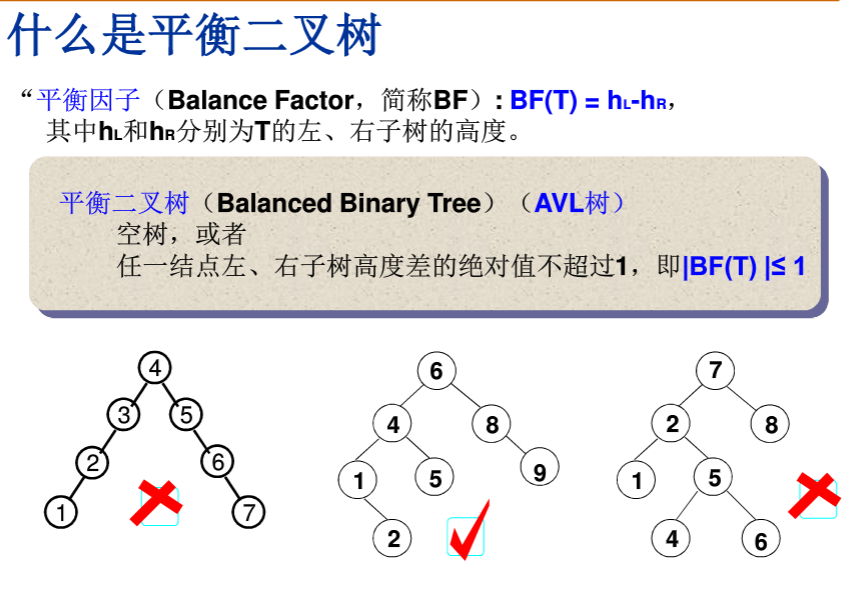 什么是平衡二叉树
“平衡因子（Balance Factor，简称BF）: BF(T) = hL-hR，
其中hL和hR分别为T的左、右子树的高度。
平衡二叉树（Balanced Binary Tree）（AVL树）
空树，或者
任一结点左、右子树高度差的绝对值不超过1，即|BF(T) |≤ 1
4
3 5
2 6
1 7
6
4 8
1 5 9
2
7
2 8
1 5
4 6